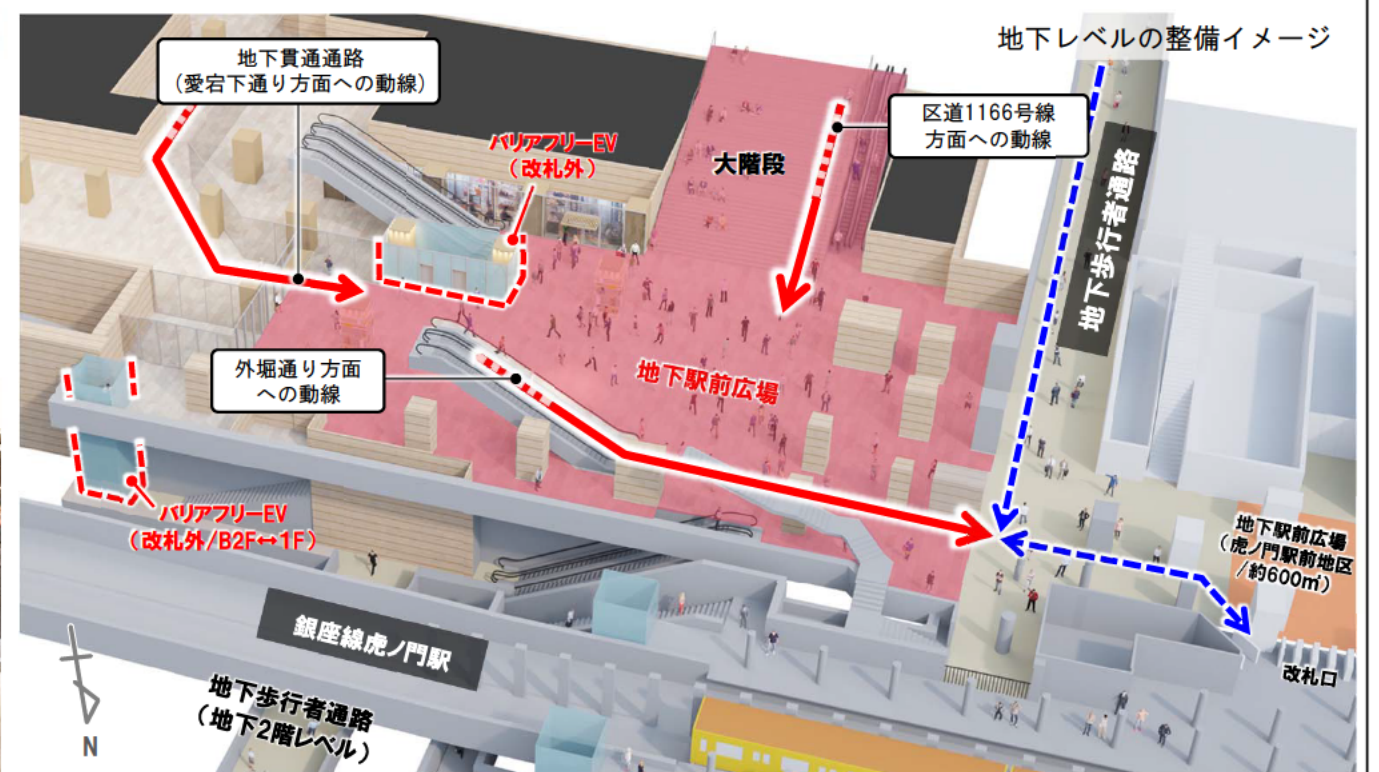 地下レベルの整備イメージ
地下貫通通路
(愛宕下通り方面への動線)
バリアフリーEV
(改札外)
大階段
区道1166号線
方面への動線
地下歩行者通路
外堀通り方面
への動線
地下駅前広場
バリアフリーEV
(改札外/B2F↔1F)
地下駅前広場
(虎ノ門駅前地区
/約600㎡)
改札口
銀座線虎ノ門駅
地下歩行者通路
(地下2階レベル)
N